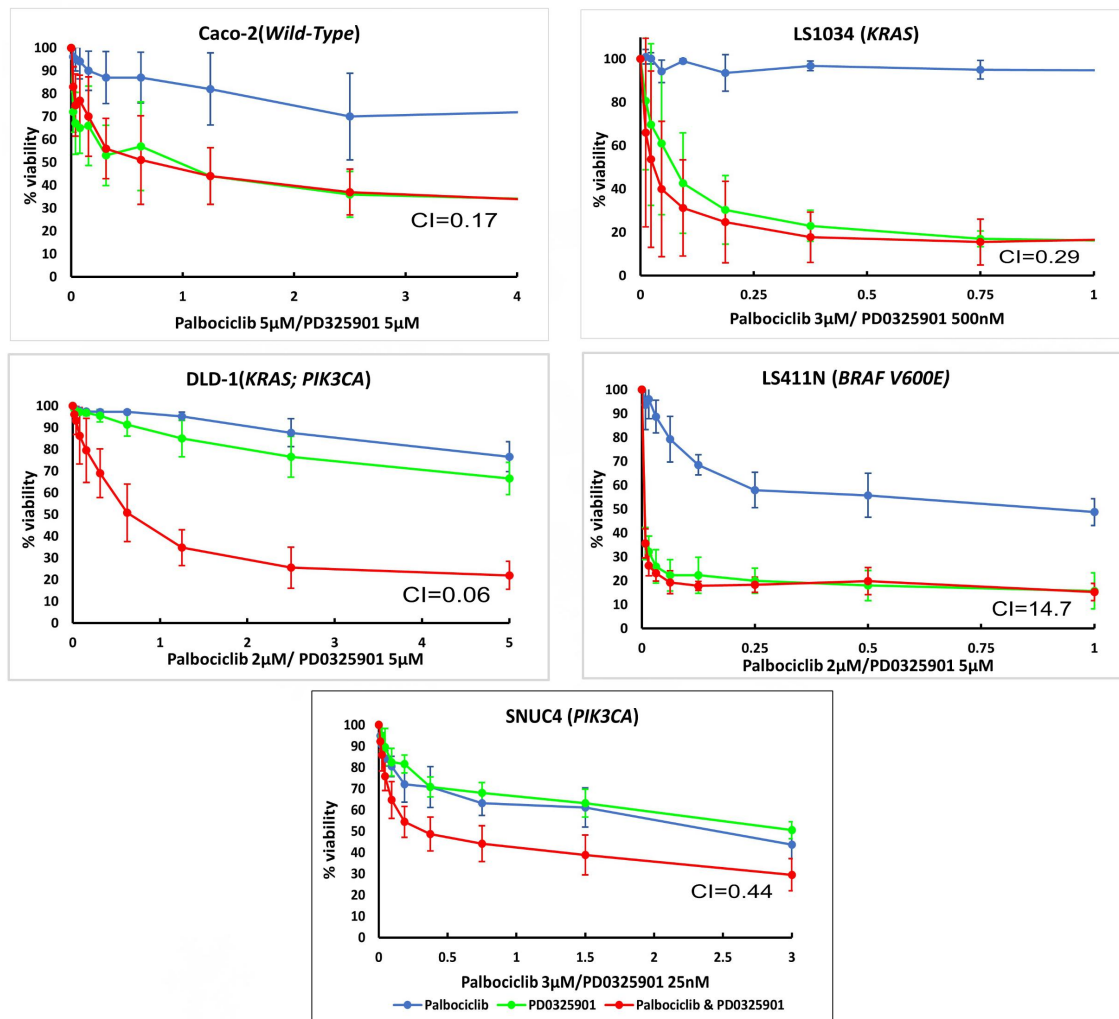 Caco-2(Wild-Type)
% viability
100
90
80
70
60
50
40
30
20
10
0
CI=0.17
0 1 2 3 4
Palbociclib 5μM/PD325901 5μM
LS1034 (KRAS)
% viability
100
80
60
40
20
0
CI=0.29
0 0.25 0.5 0.75 1
Palbociclib 3μM/ PD0325901 500nM
DLD-1(KRAS; PIK3CA)
% viability
100
90
80
70
60
50
40
30
20
10
0
CI=0.06
0 1 2 3 4 5
Palbociclib 2μM/ PD0325901 5μM
LS411N (BRAF V600E)
% viability
100
90
80
70
60
50
40
30
20
10
0
CI=14.7
0 0.25 0.5 0.75 1
Palbociclib 2μM/PD0325901 5μM
SNUC4 (PIK3CA)
% viability
100
90
80
70
60
50
40
30
20
10
0
CI=0.44
0 0.5 1 1.5 2 2.5 3
Palbociclib 3μM/PD0325901 25nM
Palbociclib PD0325901 Palbociclib & PD0325901